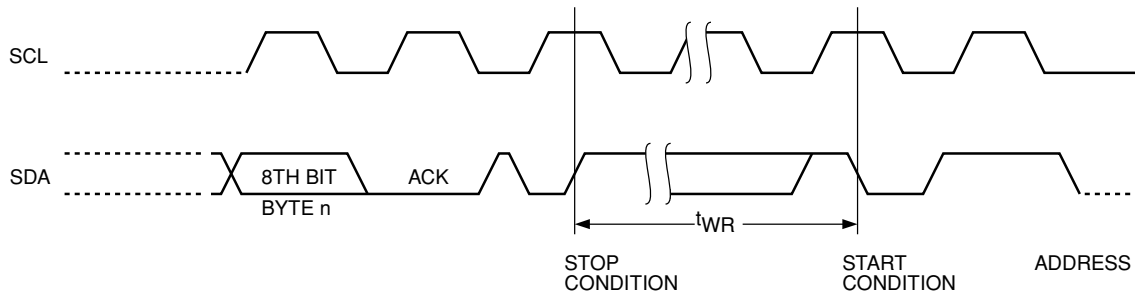 SCL
SDA
8TH BIT
ACK
BYTE n
tWR
STOP
CONDITION
START
CONDITION
ADDRESS